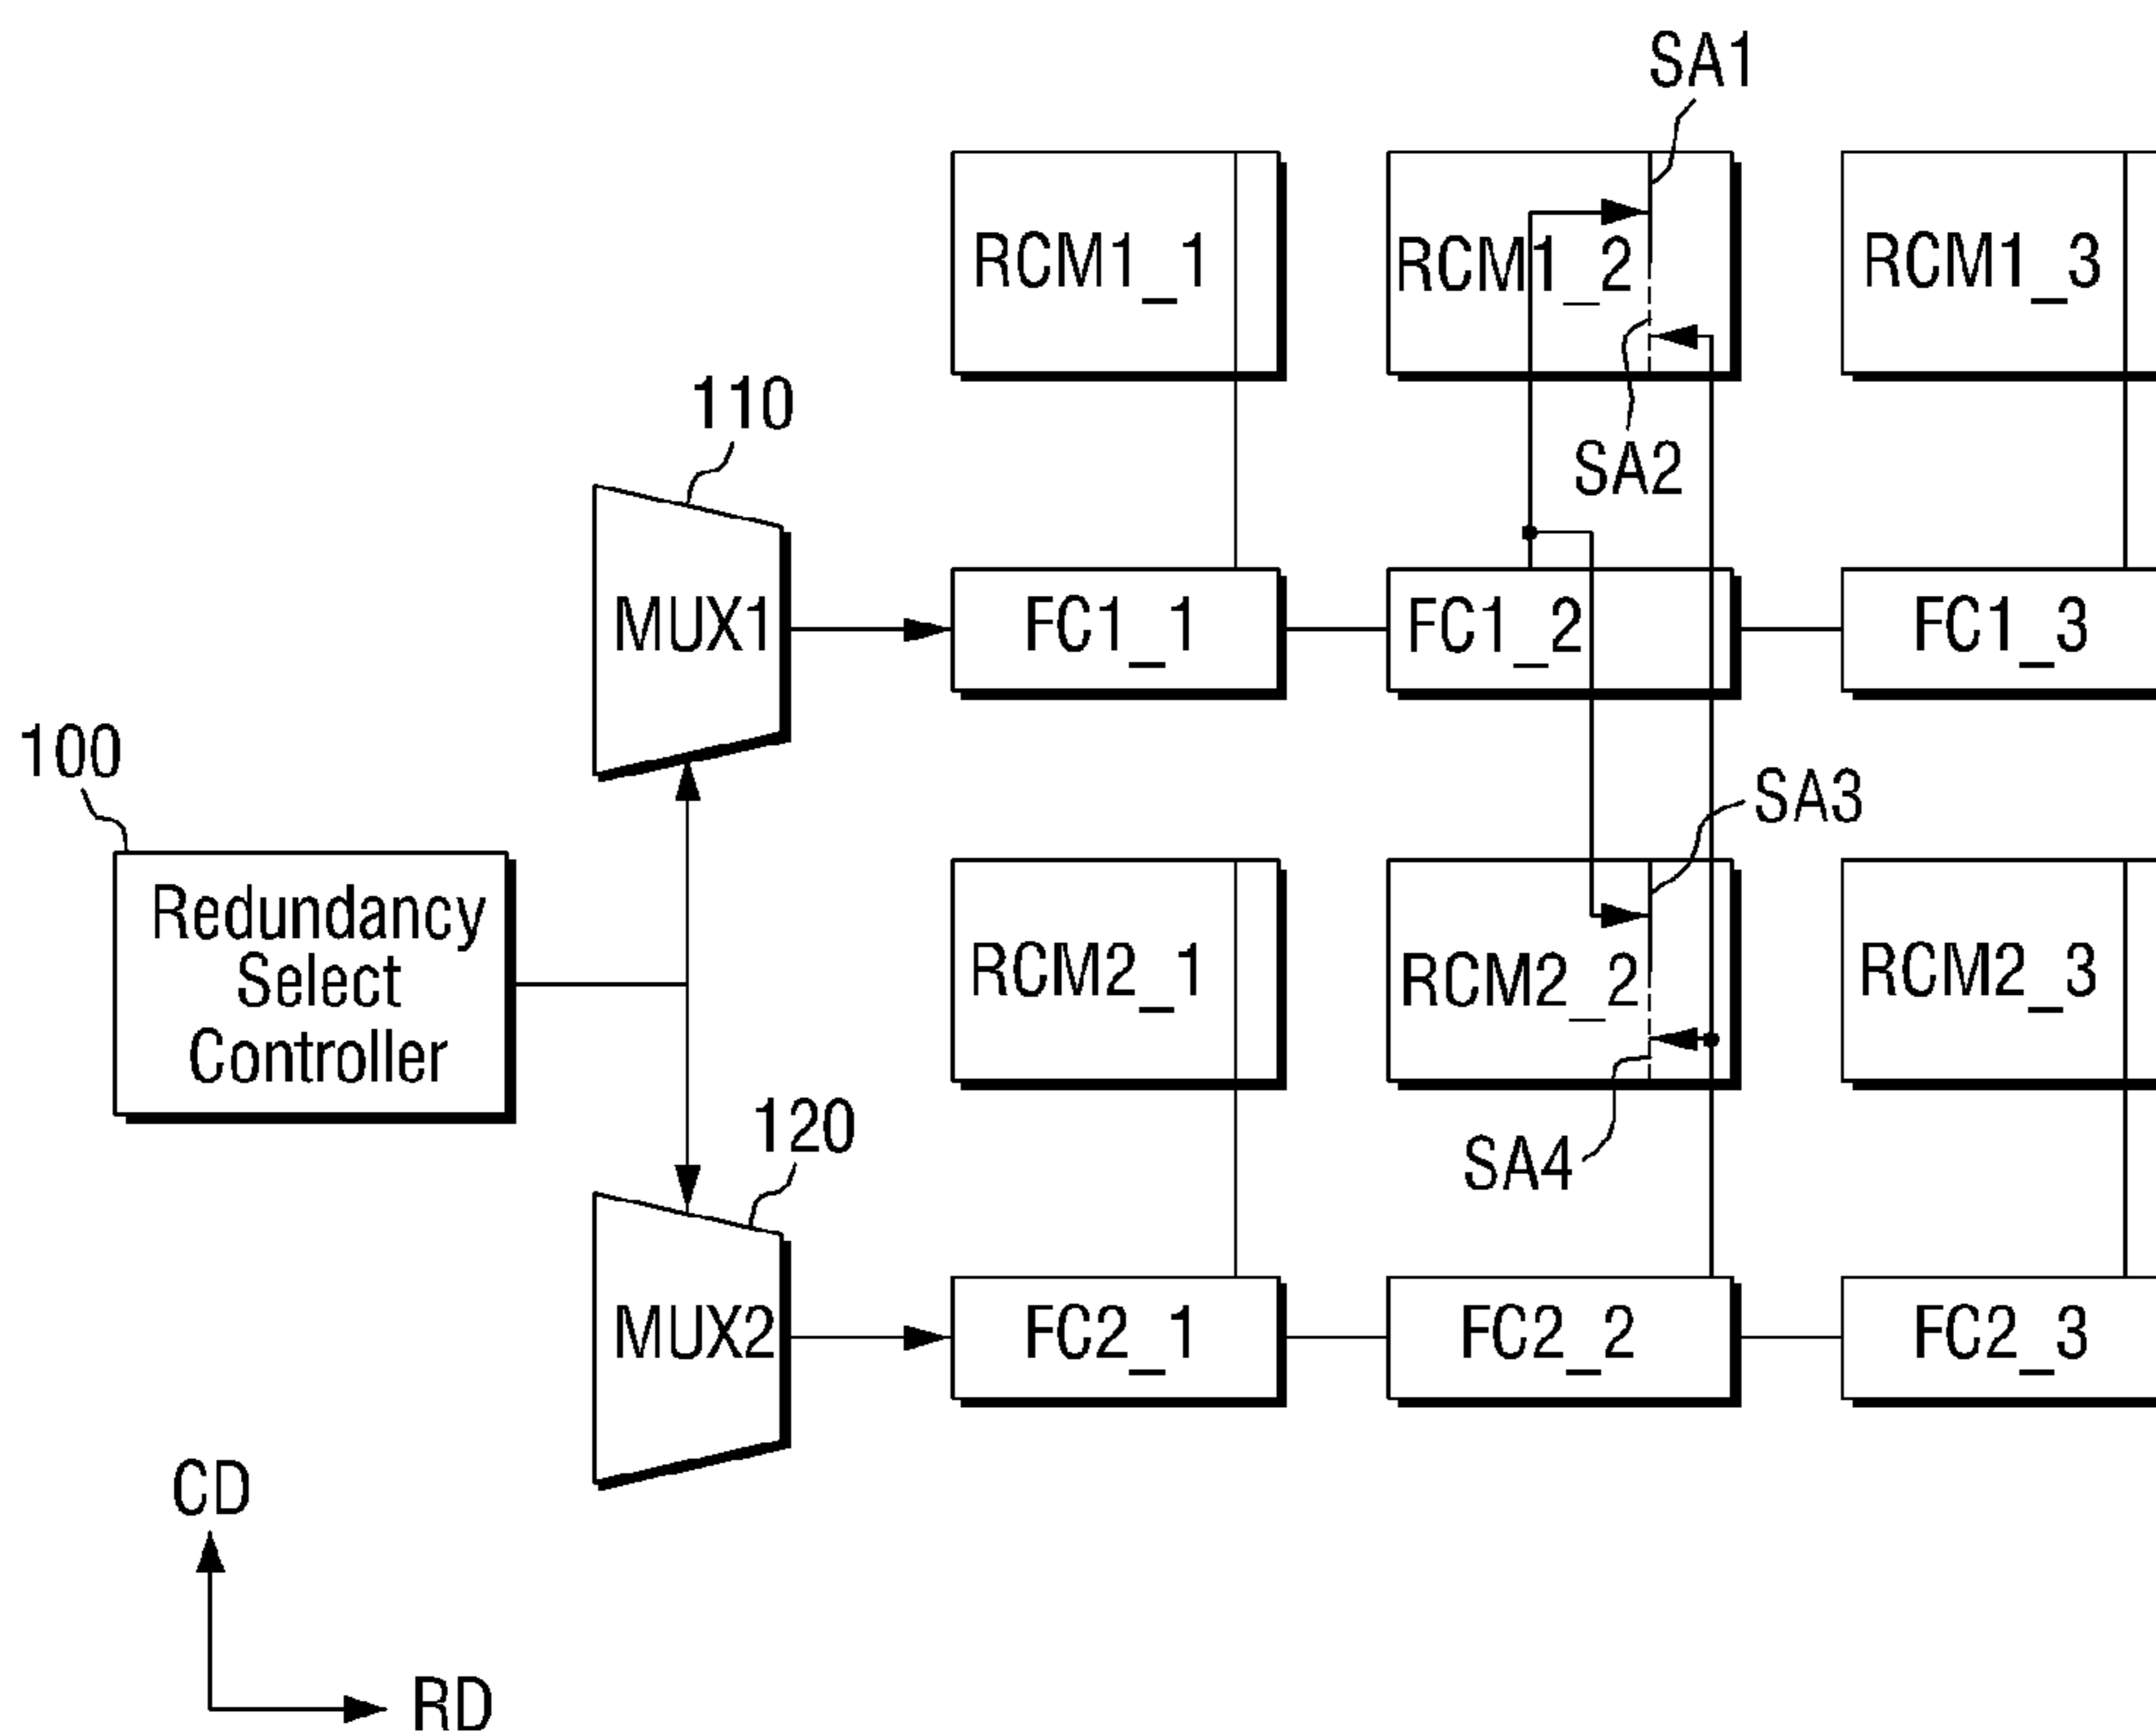 SA1
RCM1_1
RCM1_2
RCM1_3
110
SA2
MUX1
FC1_1
FC1_2
FC1_3
100
SA3
Redundancy
Select
Controller
RCM2_1
RCM2_2
RCM2_3
120
SA4
MUX2
FC2_1
FC2_2
FC2_3
CD
RD